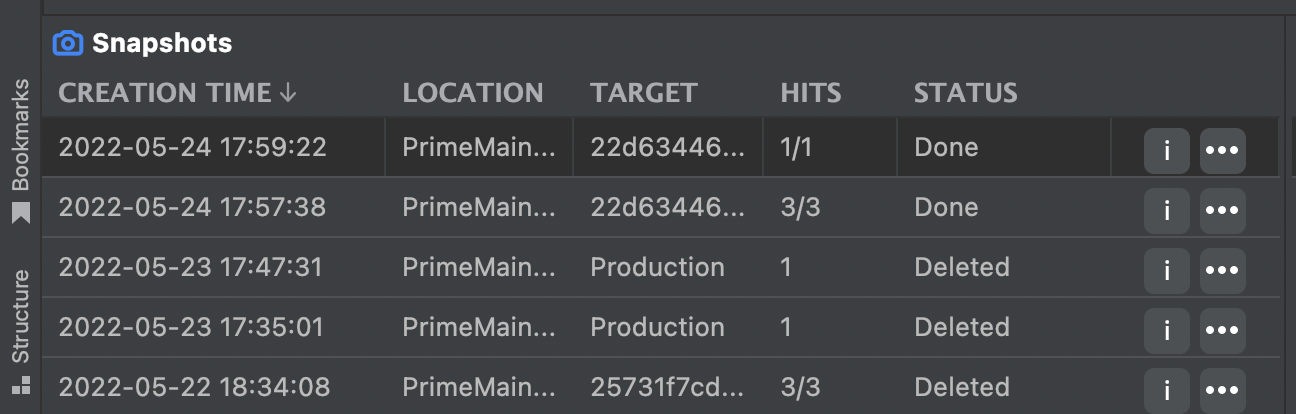 Snapshots
CREATION TIME ↓ LOCATION TARGET HITS STATUS
2022-05-24 17:59:22 PrimeMain... 22d63446... 1/1 Done i •••
2022-05-24 17:57:38 PrimeMain... 22d63446... 3/3 Done i •••
2022-05-23 17:47:31 PrimeMain... Production 1 Deleted i •••
2022-05-23 17:35:01 PrimeMain... Production 1 Deleted i •••
2022-05-22 18:34:08 PrimeMain... 25731f7cd... 3/3 Deleted i •••
Bookmarks
Structure